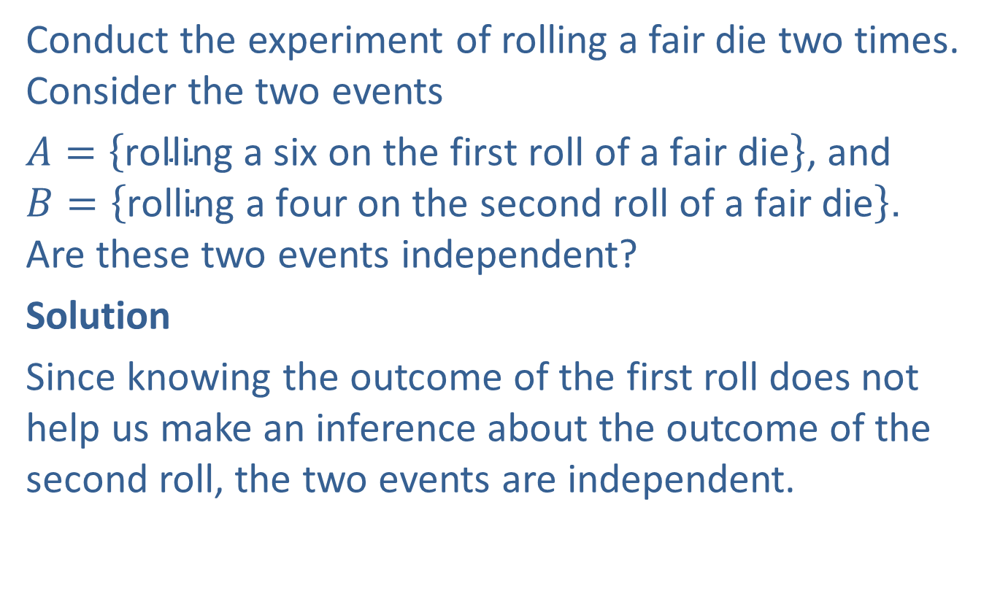 Conduct the experiment of rolling a fair die two times.
Consider the two events
A = {rolling a six on the first roll of a fair die}, and
B = {rolling a four on the second roll of a fair die}.
Are these two events independent?
Solution
Since knowing the outcome of the first roll does not
help us make an inference about the outcome of the
second roll, the two events are independent.